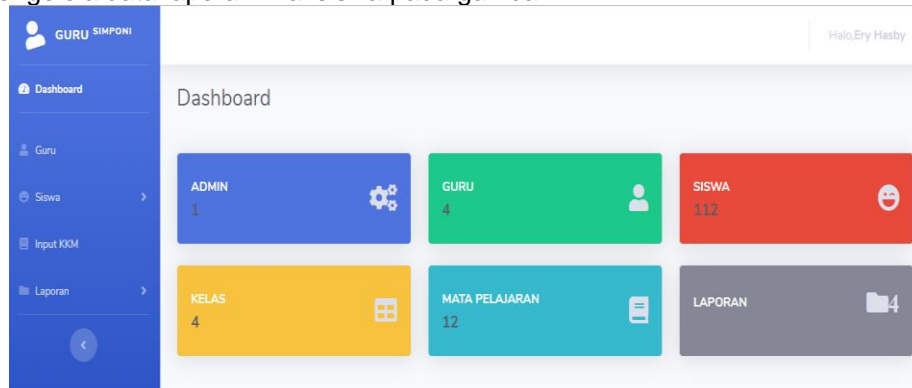 GURU SIMPONI
Halo,Ery Hasby
Dashboard
Dashboard
Guru
Siswa
Input KKM
Laporan
ADMIN
1
GURU
4
SISWA
112
KELAS
4
MATA PELAJARAN
12
LAPORAN
4